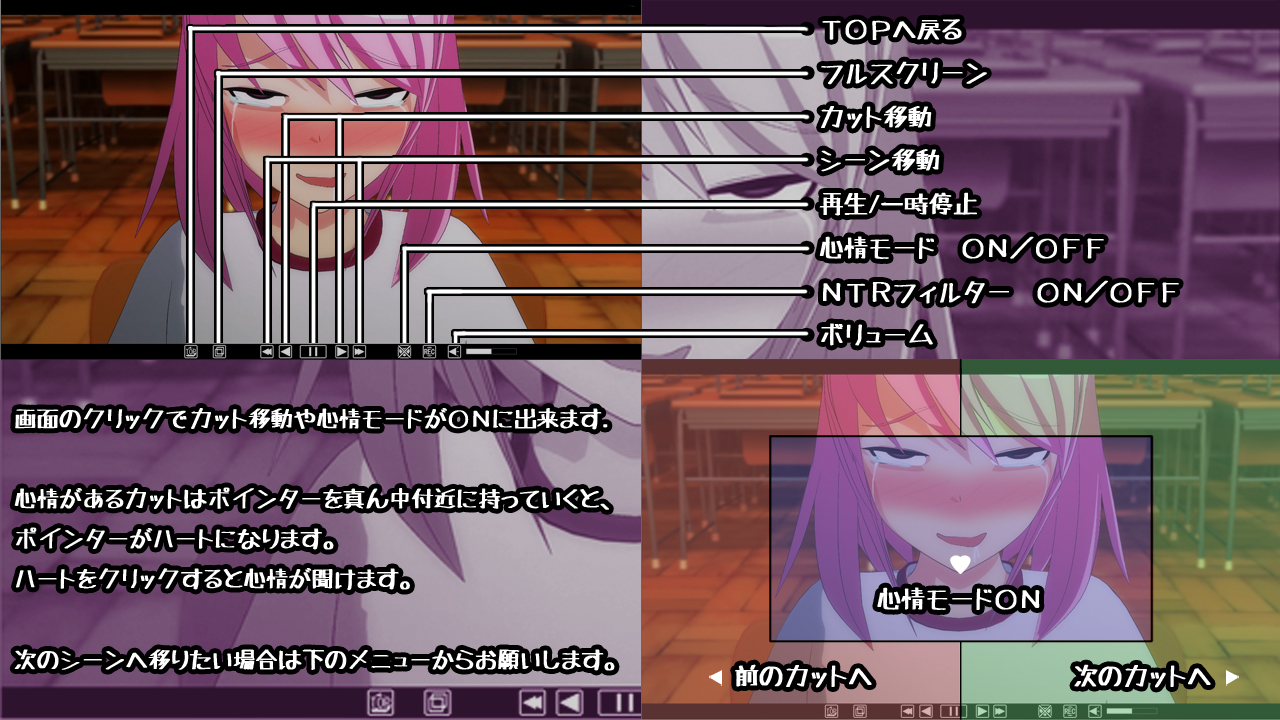 TOPへ戻る
フルスクリーン
カット移動
シーン移動
再生/一時停止
心情モード　ON／OFF
NTRフィルター　ON／OFF
ボリューム
TOP
REC
画面のクリックでカット移動や心情モードがONに出来ます.
心情があるカットはポインターを真ん中付近に持っていくと、
ポインターがハートになります。
ハートをクリックすると心情が聞けます。
次のシーンへ移りたい場合は下のメニューからお願いします。
TOP
心情モードON
前のカットへ
次のカットへ
TOP
REC